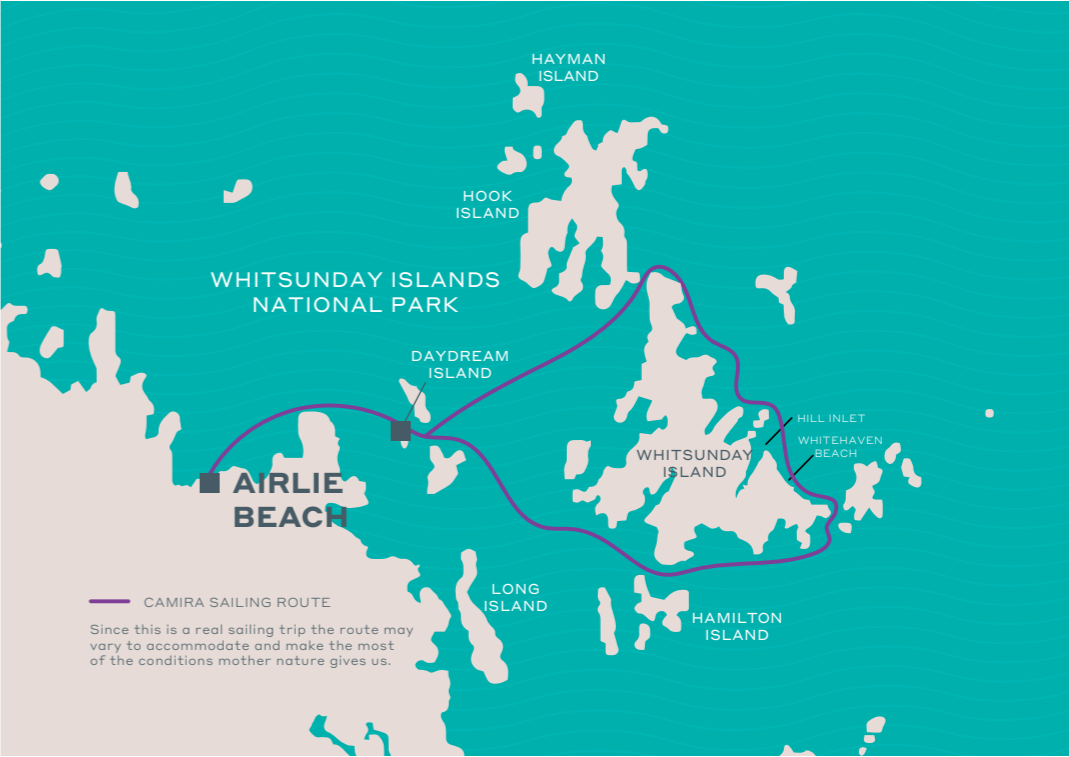 HAYMAN
ISLAND
HOOK
ISLAND
WHITSUNDAY ISLANDS
NATIONAL PARK
DAYDREAM
ISLAND
HILL INLET
WHITEHAVEN
BEACH
WHITSUNDAY
ISLAND
AIRLIE
BEACH
LONG
ISLAND
HAMILTON
ISLAND
CAMIRA SAILING ROUTE
Since this is a real sailing trip the route may
vary to accommodate and make the most
of the conditions mother nature gives us.